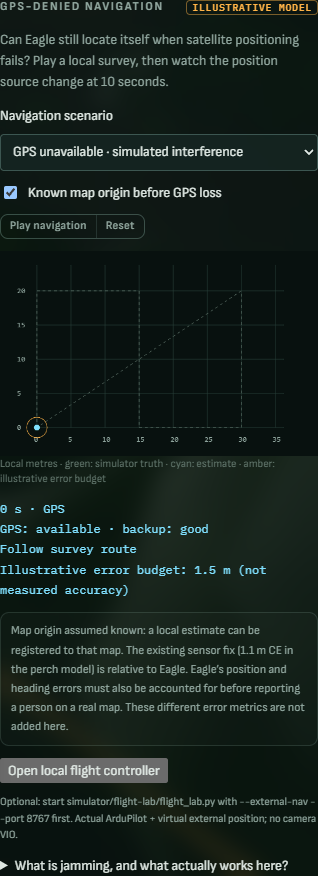 GPS-DENIED NAVIGATION
ILLUSTRATIVE MODEL
Can Eagle still locate itself when satellite positioning
fails? Play a local survey, then watch the position
source change at 10 seconds.
Navigation scenario
GPS unavailable · simulated interference
Known map origin before GPS loss
Play navigation
Reset
20
15
10
5
0
0 5 10 15 20 25 30 35
Local metres · green: simulator truth · cyan: estimate · amber:
illustrative error budget
0 s · GPS
GPS: available · backup: good
Follow survey route
Illustrative error budget: 1.5 m (not
measured accuracy)
Map origin assumed known: a local estimate can be
registered to that map. The existing sensor fix (1.1 m CE in
the perch model) is relative to Eagle. Eagle's position and
heading errors must also be accounted for before reporting
a person on a real map. These different error metrics are not
added here.
Open local flight controller
Optional: start simulator/flight-lab/flight_lab.py with --external-nav -
-port 8767 first. Actual ArduPilot + virtual external position; no camera
VIO.
What is jamming, and what actually works here?